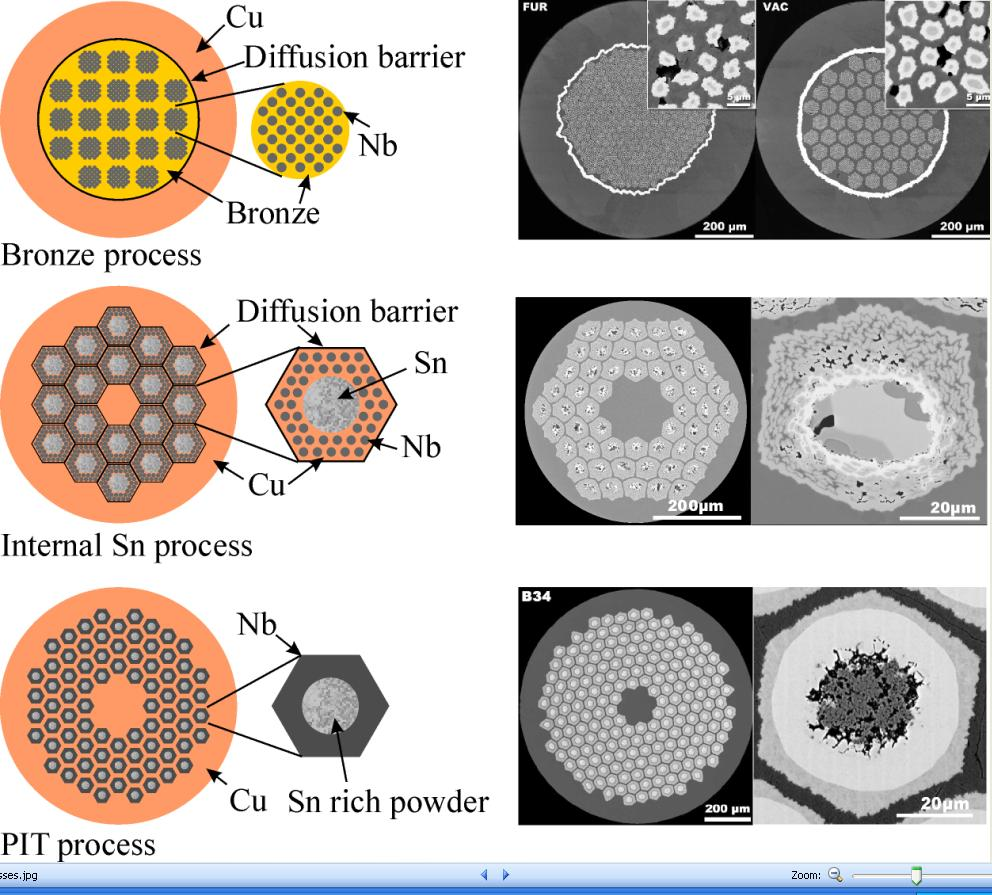 Cu
Diffusion barrier
Nb
Bronze
Bronze process
FUR
5 µm
200 µm
VAC
5 µm
200 µm
Diffusion barrier
Sn
Nb
Cu
Internal Sn process
200µm
20µm
Nb
Cu
Sn rich powder
PIT process
B34
200 µm
20µm
sses.jpg
Zoom: